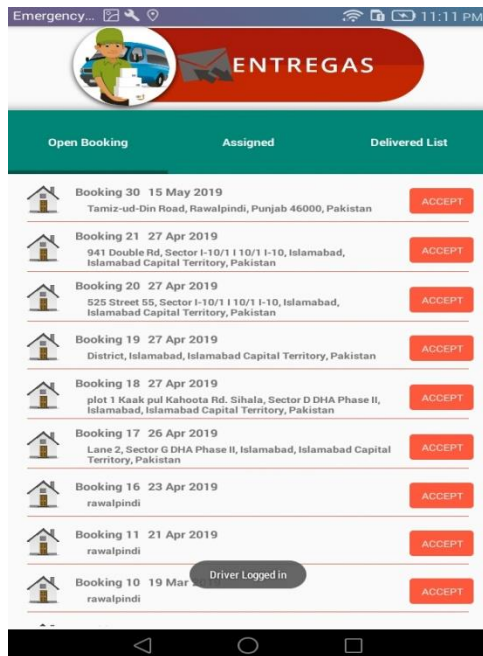 Emergency... 11:11 PM
ENTREGAS
Open Booking Assigned Delivered List
Booking 30 15 May 2019
Tamiz-ud-Din Road, Rawalpindi, Punjab 46000, Pakistan
ACCEPT
Booking 21 27 Apr 2019
941 Double Rd, Sector I-10/1 I 10/1 I-10, Islamabad,
Islamabad Capital Territory, Pakistan
ACCEPT
Booking 20 27 Apr 2019
525 Street 55, Sector I-10/1 I 10/1 I-10, Islamabad,
Islamabad Capital Territory, Pakistan
ACCEPT
Booking 19 27 Apr 2019
District, Islamabad, Islamabad Capital Territory, Pakistan
ACCEPT
Booking 18 27 Apr 2019
plot 1 Kaak pul Kahoota Rd. Sihala, Sector D DHA Phase II,
Islamabad, Islamabad Capital Territory, Pakistan
ACCEPT
Booking 17 26 Apr 2019
Lane 2, Sector G DHA Phase II, Islamabad, Islamabad Capital
Territory, Pakistan
ACCEPT
Booking 16 23 Apr 2019
rawalpindi
ACCEPT
Booking 11 21 Apr 2019
rawalpindi
ACCEPT
Driver Logged in
Booking 10 19 Mar
rawalpindi
ACCEPT